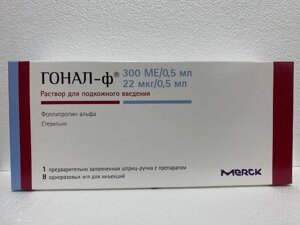 ГОНАЛ-ф® 300 МЕ/0,5 мл
22 мкг/0,5 мл
Раствор для подкожного введения
Фоллитропин альфа
Стерильно
1 предварительно заполненная шприц-ручка с препаратом
8 одноразовых игл для инъекций
MERCK